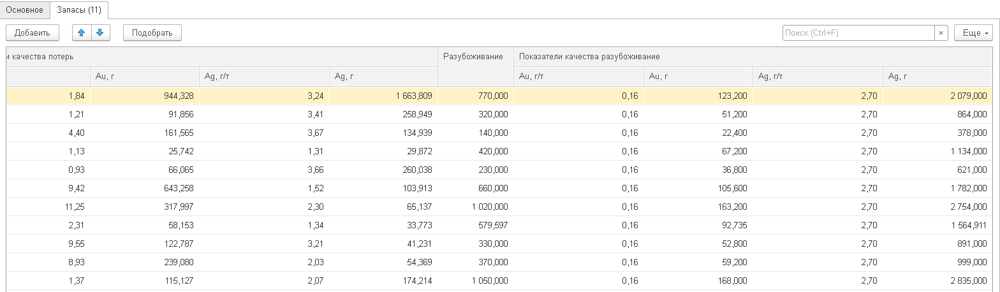 Основное Запасы (11)
Добавить Подобрать Поиск (Ctrl+F) × Еще
и качества потерь Разубоживание Показатели качества разубоживание
Au, г Ag, г/т Ag, г Au, г/т Au, г Ag, г/т Ag, г
1,84 944,328 3,24 1 663,809 770,000 0,16 123,200 2,70 2 079,000
1,21 91,856 3,41 258,949 320,000 0,16 51,200 2,70 864,000
4,40 161,565 3,67 134,939 140,000 0,16 22,400 2,70 378,000
1,13 25,742 1,31 29,872 420,000 0,16 67,200 2,70 1 134,000
0,93 66,065 3,66 260,038 230,000 0,16 36,800 2,70 621,000
9,42 643,258 1,52 103,913 660,000 0,16 105,600 2,70 1 782,000
11,25 317,997 2,30 65,137 1 020,000 0,16 163,200 2,70 2 754,000
2,31 58,153 1,34 33,773 579,597 0,16 92,735 2,70 1 564,911
9,55 122,787 3,21 41,231 330,000 0,16 52,800 2,70 891,000
8,93 239,080 2,03 54,369 370,000 0,16 59,200 2,70 999,000
1,37 115,127 2,07 174,214 1 050,000 0,16 168,000 2,70 2 835,000